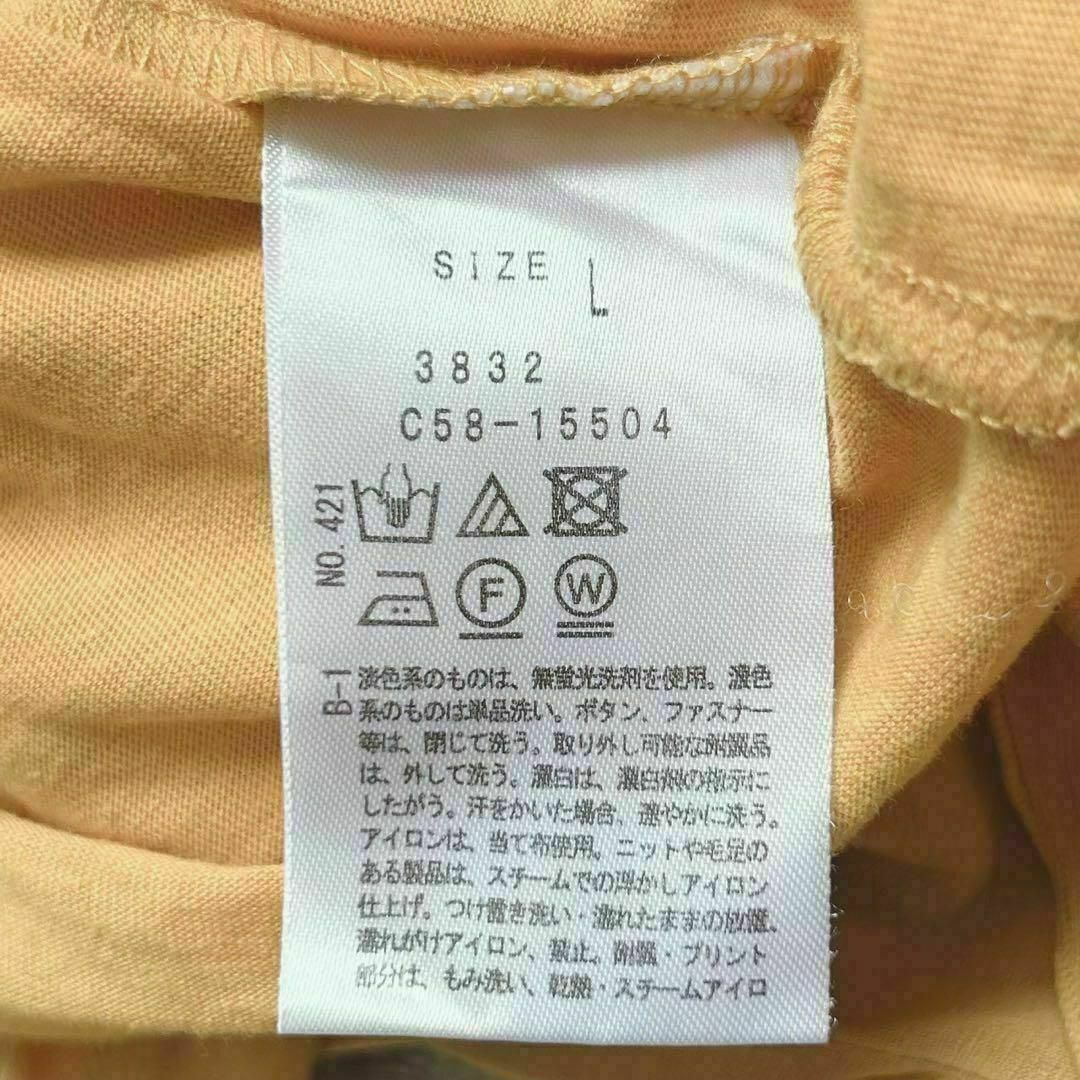 SIZE L
3832
C58-15504
NO. 421
F W
B-1
淡色系のものは、無蛍光洗剤を使用。濃色
系のものは単品洗い。ボタン、ファスナー
等は、閉じて洗う。取り外し可能な附属品
は、外して洗う。漂白は、漂白剤の指示に
したがう。汗をかいた場合、速やかに洗う。
アイロンは、当て布使用。ニットや毛足の
ある製品は、スチームでの浮かしアイロン
仕上げ。つけ置き洗い・濡れたままの放置、
濡れがけアイロン、禁止。附属・プリント
部分は、もみ洗い、乾熱・スチームアイロ